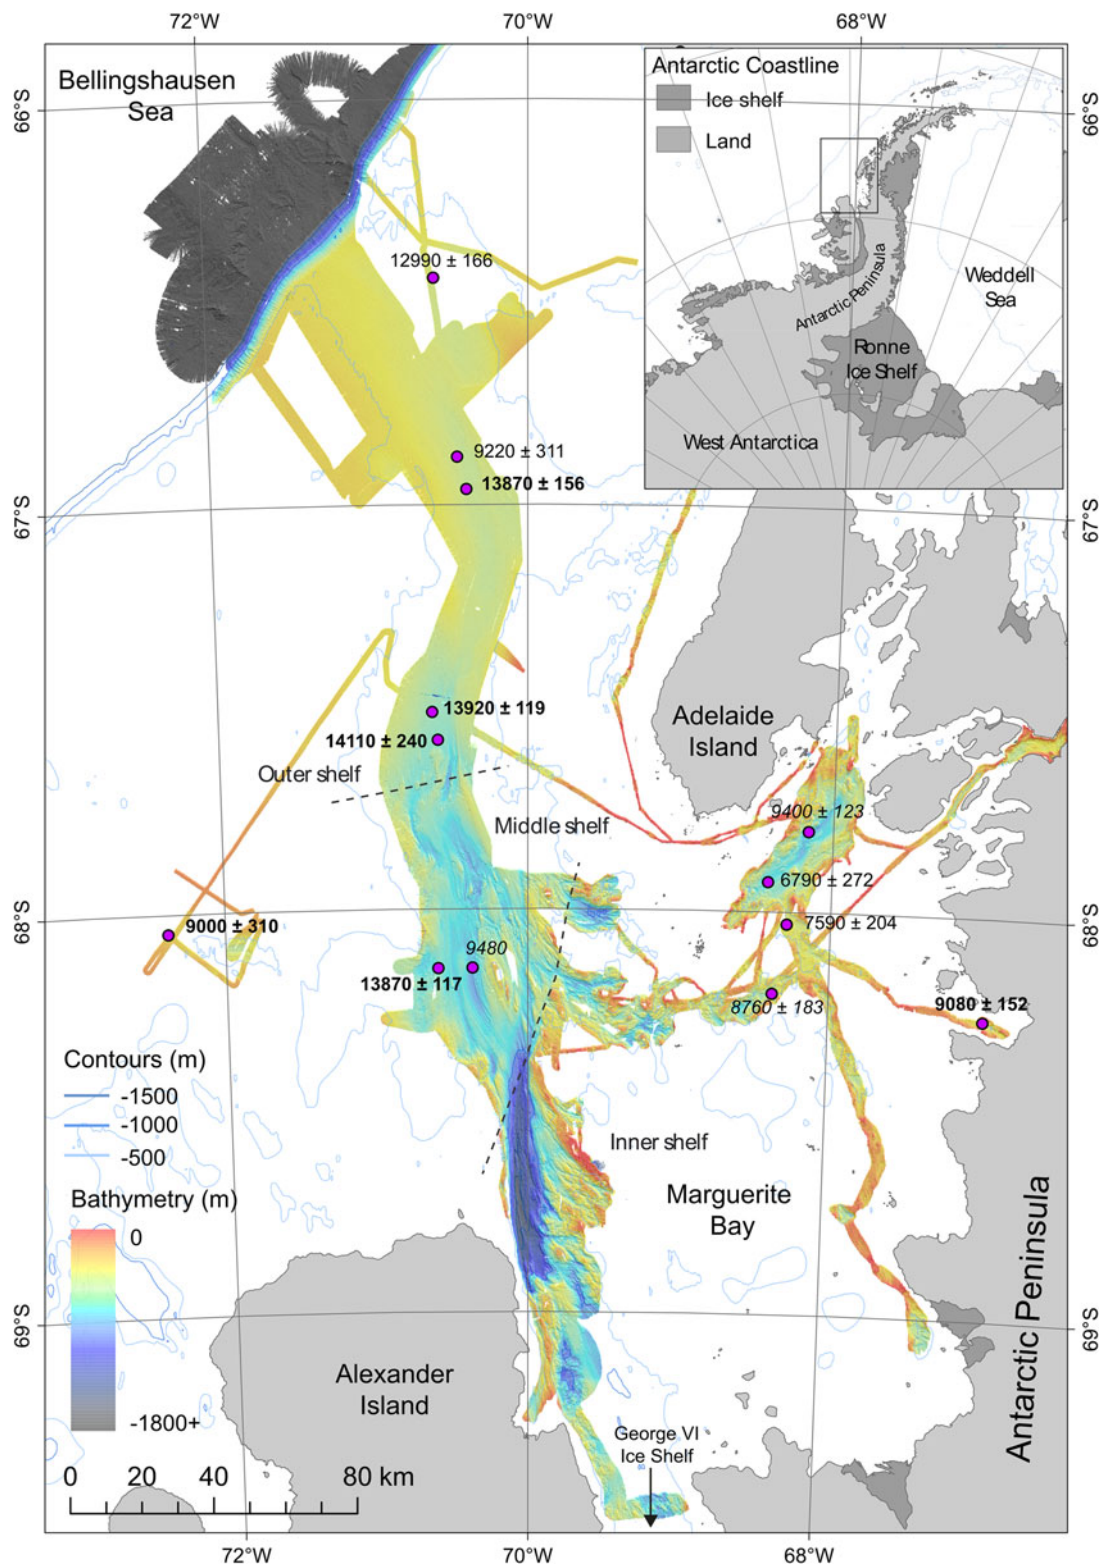 72°W
70°W
68°W
Bellingshausen
Sea
66°S
66°S
Antarctic Coastline
Ice shelf
Land
Antarctic Peninsula
Weddell
Sea
Ronne
Ice Shelf
West Antarctica
12990 ± 166
9220 ± 311
13870 ± 156
67°S
67°S
13920 ± 119
14110 ± 240
Outer shelf
Adelaide
Island
Middle shelf
9400 ± 123
6790 ± 272
7590 ± 204
68°S
68°S
9000 ± 310
9480
13870 ± 117
8760 ± 183
9080 ± 152
Contours (m)
-1500
-1000
-500
Inner shelf
Marguerite
Bay
Bathymetry (m)
0
-1800+
69°S
69°S
Alexander
Island
Antarctic Peninsula
George VI
Ice Shelf
0 20 40 80 km
72°W
70°W
68°W